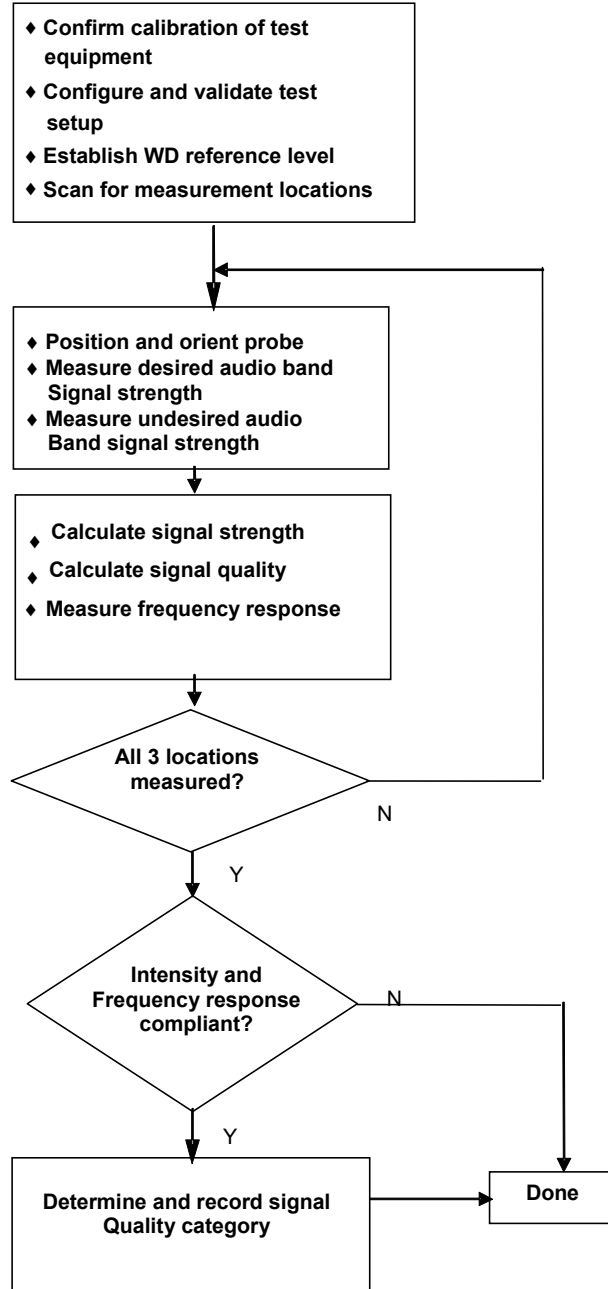 ♦ Confirm calibration of test
equipment
♦ Configure and validate test
setup
♦ Establish WD reference level
♦ Scan for measurement locations
♦ Position and orient probe
♦ Measure desired audio band
Signal strength
♦ Measure undesired audio
Band signal strength
♦ Calculate signal strength
♦ Calculate signal quality
♦ Measure frequency response
All 3 locations
measured?
N
Y
Intensity and
Frequency response
compliant?
N
Y
Determine and record signal
Quality category
Done